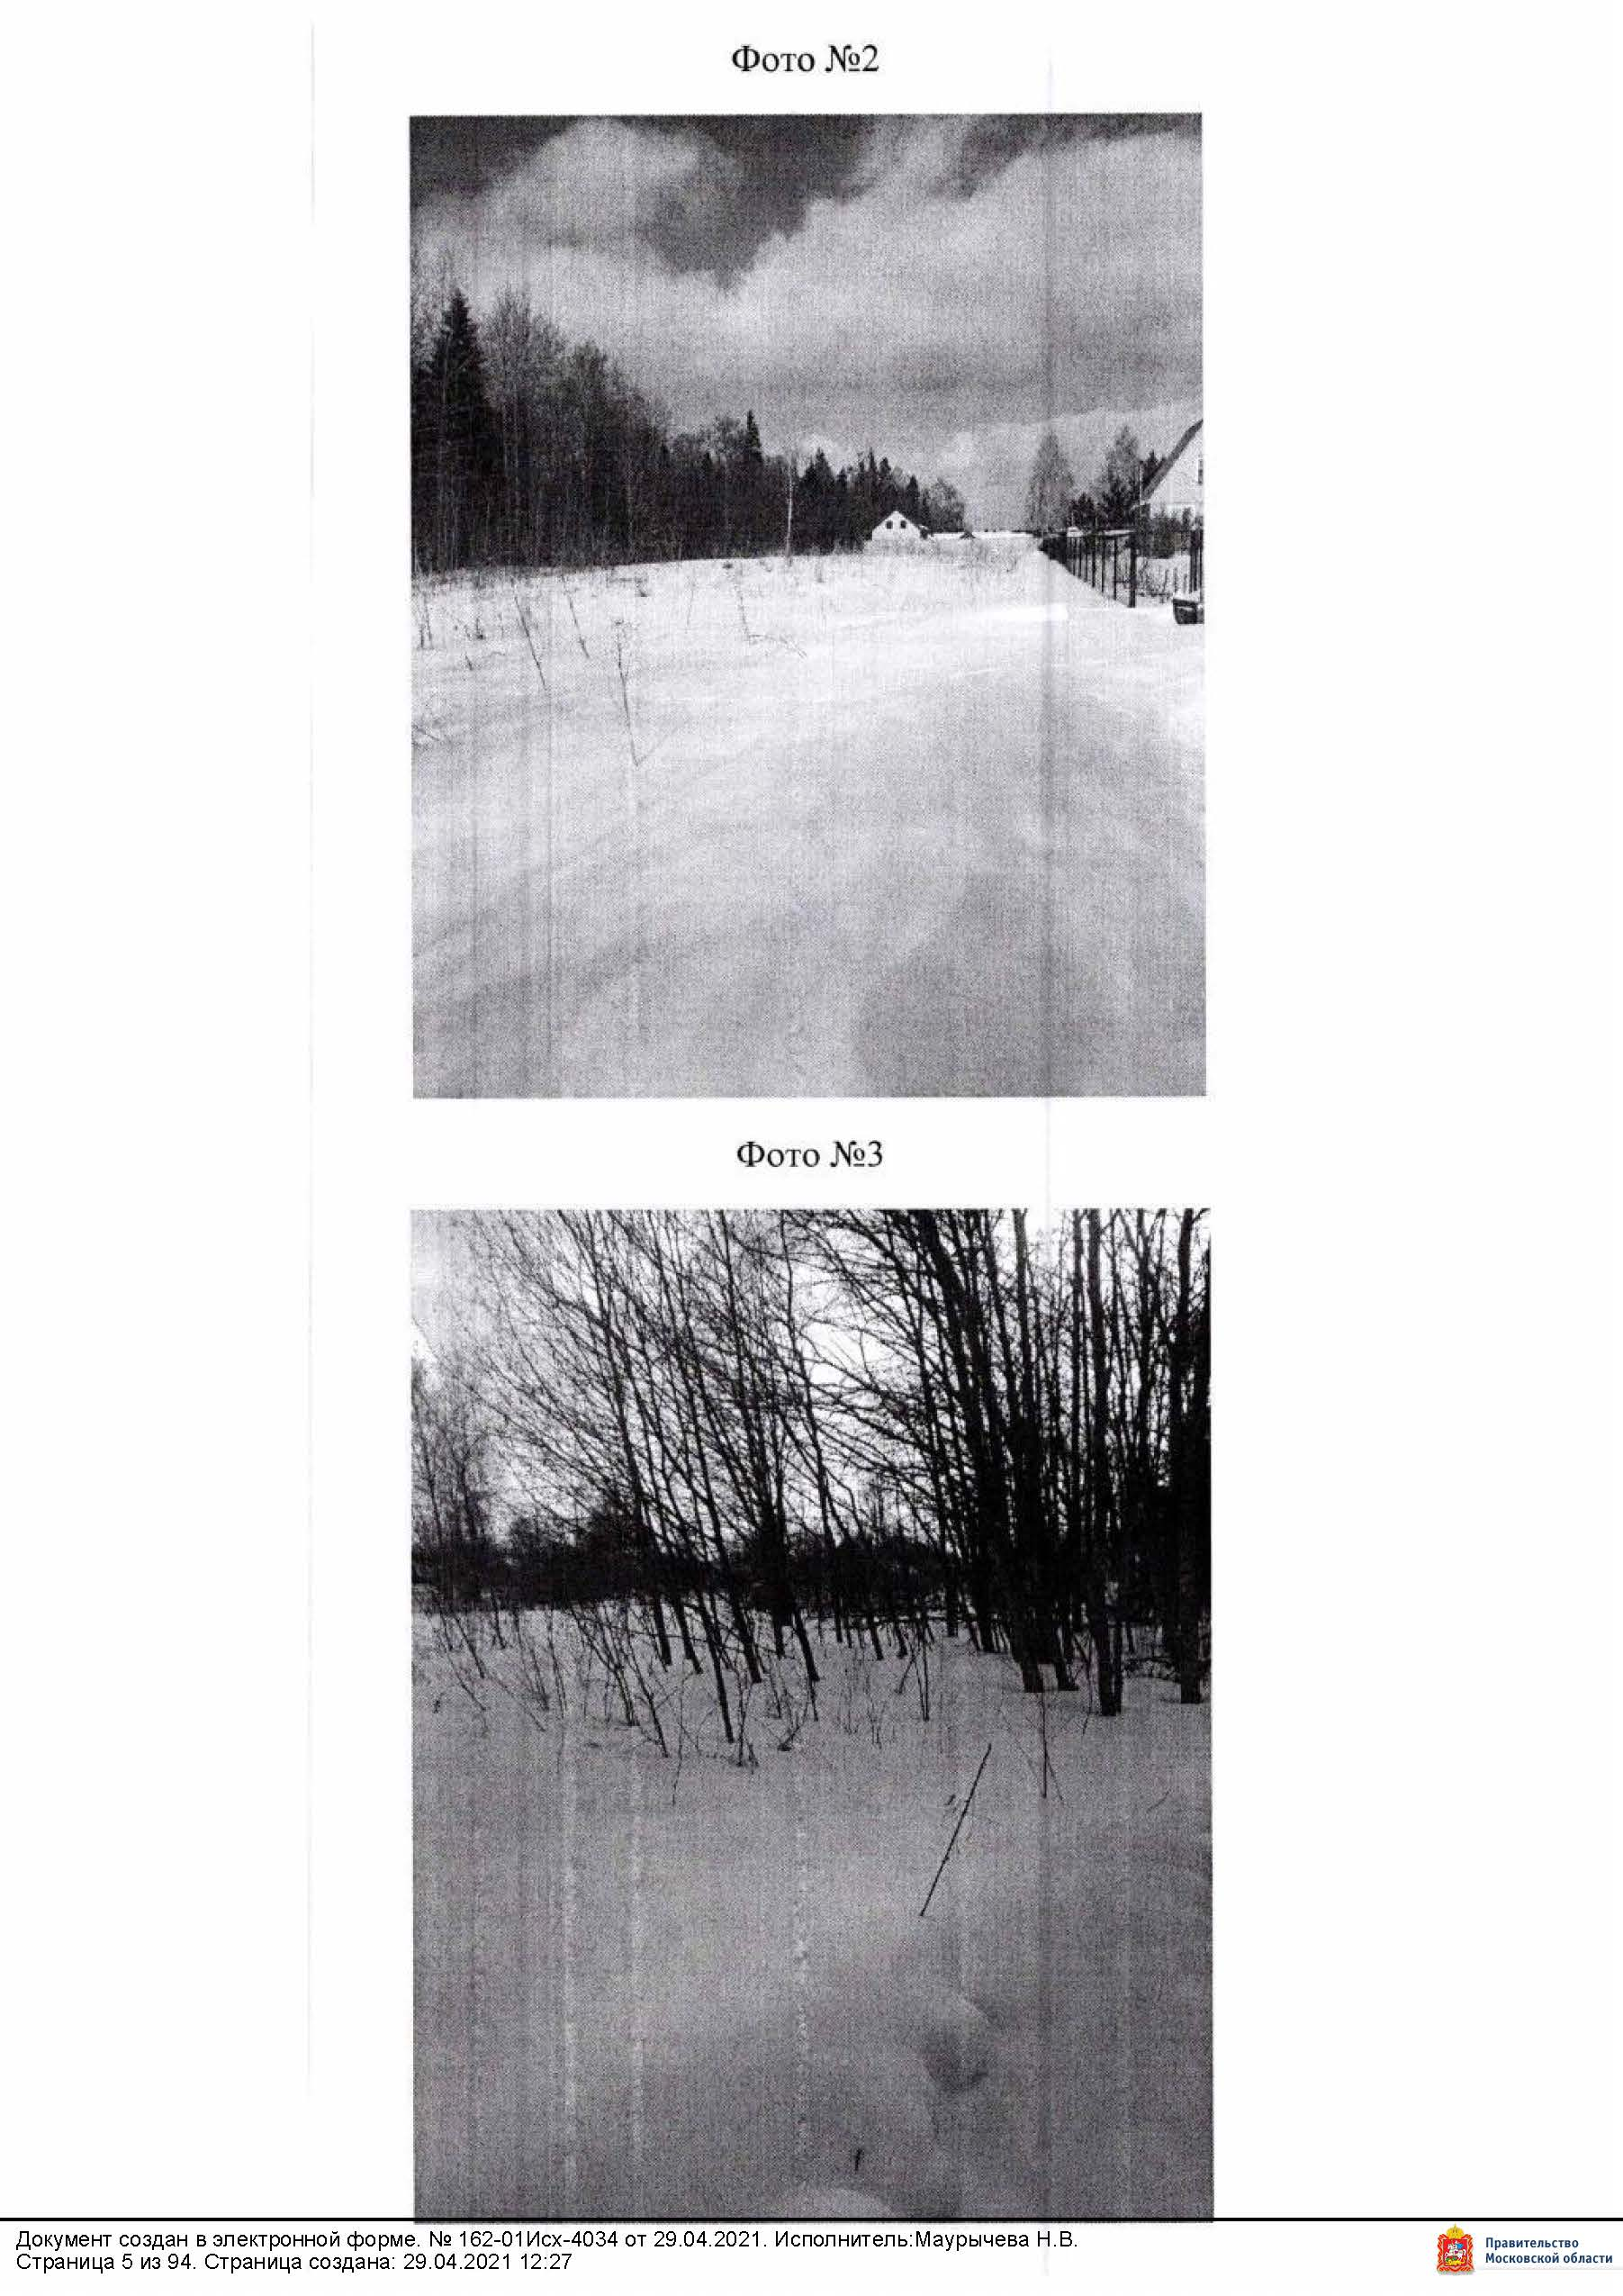 Фото №2
Фото №3
Документ создан в электронной форме. № 162-01Исх-4034 от 29.04.2021. Исполнитель:Маурычева Н.В.
Страница 5 из 94. Страница создана: 29.04.2021 12:27
Правительство
Московской области